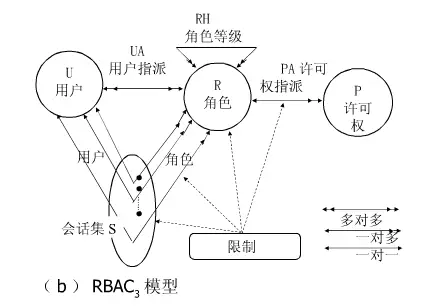 RH
角色等级
UA
用户指派
PA 许可
权指派
U
用户
R
角色
P
许可
权
用户
角色
会话集 S
限制
多对多
一对多
一对一
（b）RBAC3 模型